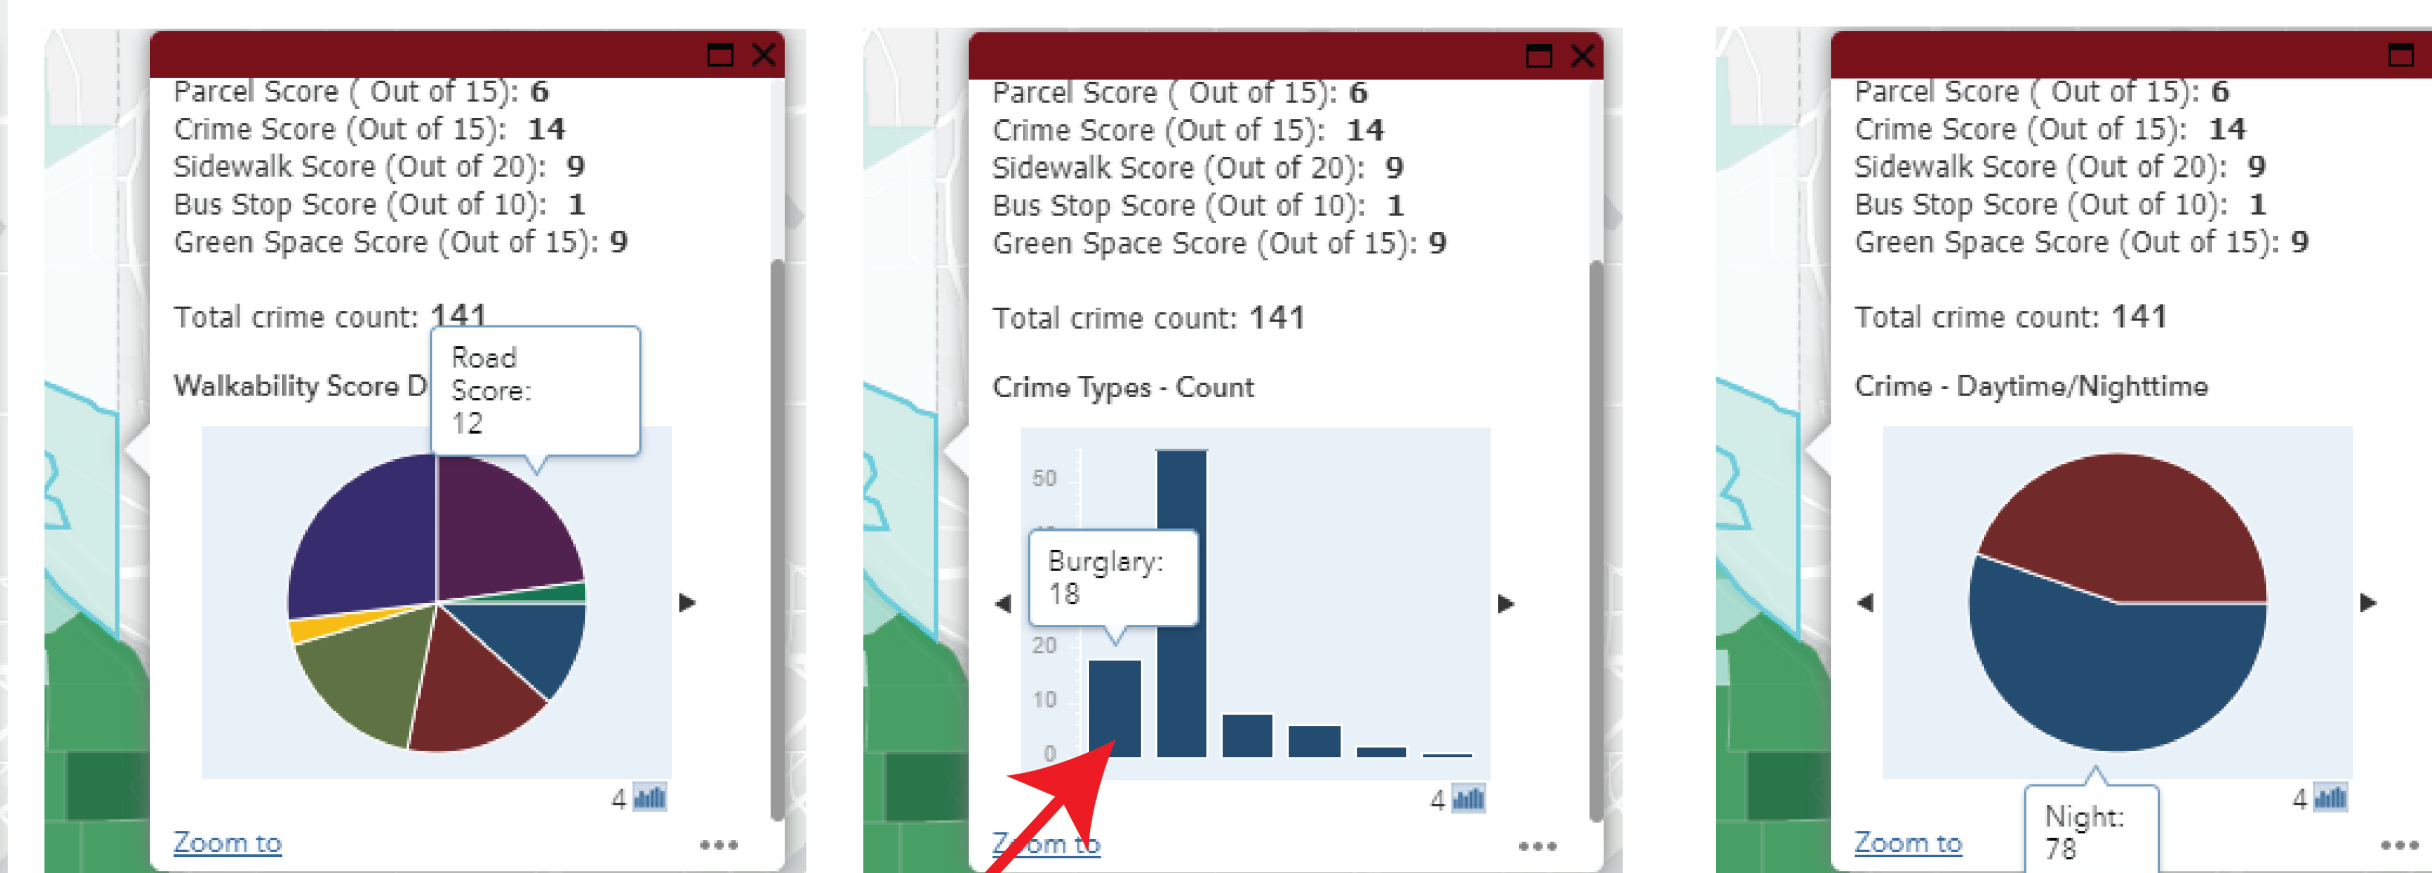 Parcel Score ( Out of 15): 6
Crime Score (Out of 15): 14
Sidewalk Score (Out of 20): 9
Bus Stop Score (Out of 10): 1
Green Space Score (Out of 15): 9
Total crime count: 141
Walkability Score D
Road
Score:
12
4
Zoom to
Parcel Score ( Out of 15): 6
Crime Score (Out of 15): 14
Sidewalk Score (Out of 20): 9
Bus Stop Score (Out of 10): 1
Green Space Score (Out of 15): 9
Total crime count: 141
Crime Types - Count
50
Burglary:
18
20
10
0
4
Zoom to
Parcel Score ( Out of 15): 6
Crime Score (Out of 15): 14
Sidewalk Score (Out of 20): 9
Bus Stop Score (Out of 10): 1
Green Space Score (Out of 15): 9
Total crime count: 141
Crime - Daytime/Nighttime
4
Night:
78
Zoom to